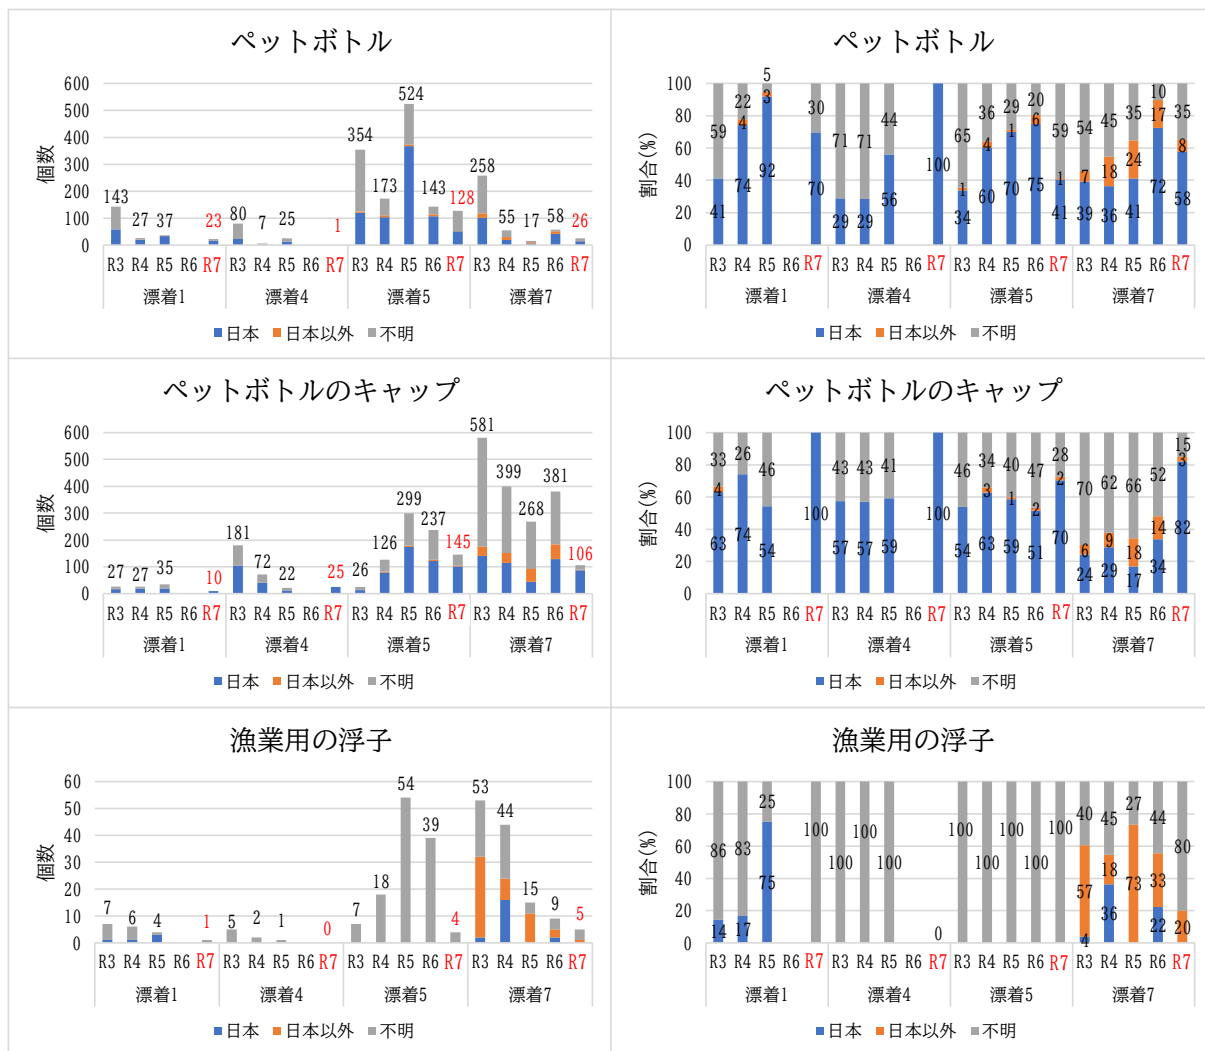 ペットボトル
個数
600
500
400
300
200
100
0
143
27
37
23
80
7
25
1
354
173
524
143
128
258
55
17
58
26
R3 R4 R5 R6 R7 R3 R4 R5 R6 R7 R3 R4 R5 R6 R7 R3 R4 R5 R6 R7
漂着1 漂着4 漂着5 漂着7
日本 日本以外 不明
ペットボトル
割合(%)
100
80
60
40
20
0
59 41
22 4 74
5 3 92
30 70
71 29
71 29
44 56
100
65 1 34
36 4 60
29 1 70
20 6 75
59 1 41
54 7 39
45 18 36
35 24 41
10 17 72
35 8 58
R3 R4 R5 R6 R7 R3 R4 R5 R6 R7 R3 R4 R5 R6 R7 R3 R4 R5 R6 R7
漂着1 漂着4 漂着5 漂着7
日本 日本以外 不明
ペットボトルのキャップ
個数
600
500
400
300
200
100
0
27
27
35
10
181
72
22
25
26
126
299
237
145
581
399
268
381
106
R3 R4 R5 R6 R7 R3 R4 R5 R6 R7 R3 R4 R5 R6 R7 R3 R4 R5 R6 R7
漂着1 漂着4 漂着5 漂着7
日本 日本以外 不明
ペットボトルのキャップ
割合(%)
100
80
60
40
20
0
33 4 63
26 74
46 54
100
43 57
43 57
41 59
100
46 54
34 3 63
40 1 59
47 2 51
28 2 70
70 6 24
62 9 29
66 18 17
52 14 34
15 3 82
R3 R4 R5 R6 R7 R3 R4 R5 R6 R7 R3 R4 R5 R6 R7 R3 R4 R5 R6 R7
漂着1 漂着4 漂着5 漂着7
日本 日本以外 不明
漁業用の浮子
個数
60
50
40
30
20
10
0
7
6
4
1
5
2
1
0
7
18
54
39
4
53
44
15
9
5
R3 R4 R5 R6 R7 R3 R4 R5 R6 R7 R3 R4 R5 R6 R7 R3 R4 R5 R6 R7
漂着1 漂着4 漂着5 漂着7
日本 日本以外 不明
漁業用の浮子
割合(%)
100
80
60
40
20
0
86 14
83 17
25 75
100
100
100
100
0
100
100
100
100
100
40 57 4
45 18 36
27 73
44 33 22
80 20
R3 R4 R5 R6 R7 R3 R4 R5 R6 R7 R3 R4 R5 R6 R7 R3 R4 R5 R6 R7
漂着1 漂着4 漂着5 漂着7
日本 日本以外 不明